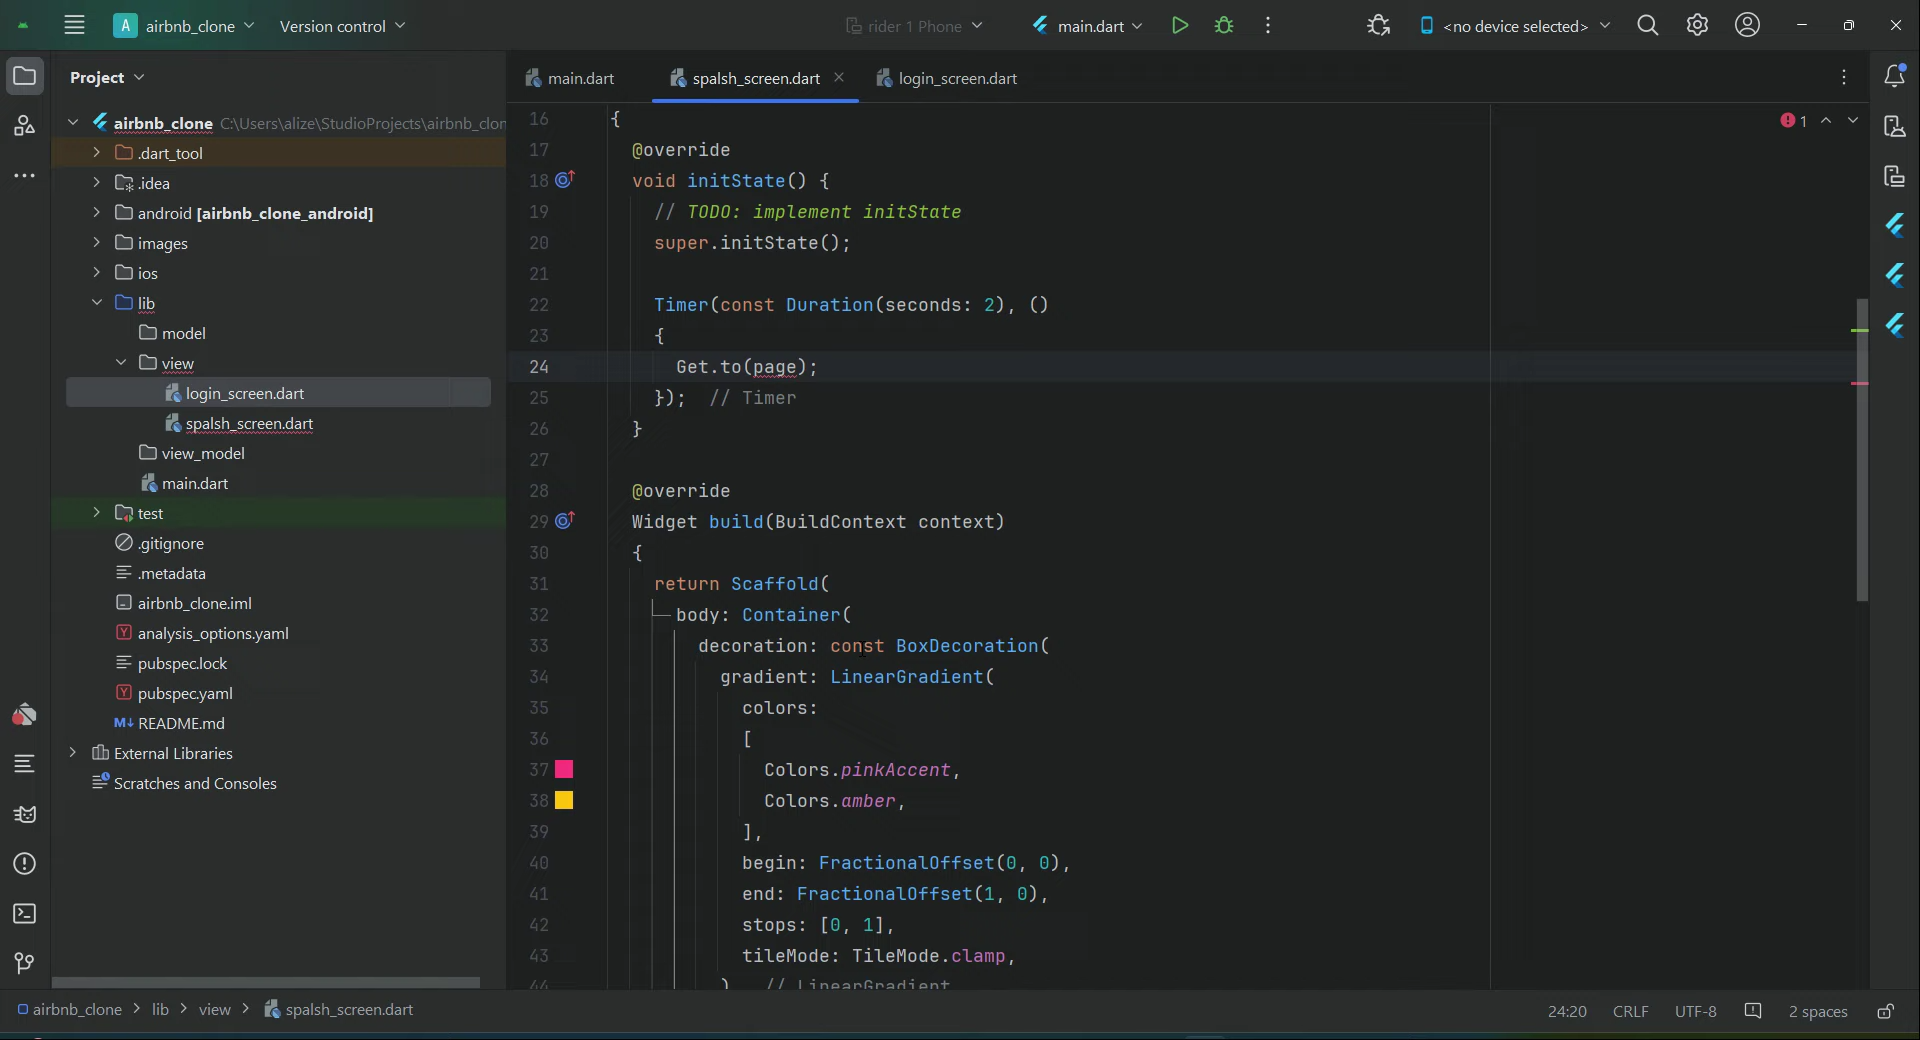 A airbnb_clone Version control rider 1 Phone main.dart <no device selected>
Project
airbnb_clone C:\Users\alize\StudioProjects\airbnb_clon
.dart_tool
.idea
android [airbnb_clone_android]
images
ios
lib
model
view
login_screen.dart
spalsh_screen.dart
view_model
main.dart
test
.gitignore
.metadata
airbnb_clone.iml
analysis_options.yaml
pubspec.lock
pubspec.yaml
M↓ README.md
External Libraries
Scratches and Consoles
main.dart spalsh_screen.dart login_screen.dart
1
16 {
17 @override
18 void initState() {
19 // TODO: implement initState
20 super.initState();
21
22 Timer(const Duration(seconds: 2), ()
23 {
24 Get.to(page);
25 }); // Timer
26 }
27
28 @override
29 Widget build(BuildContext context)
30 {
31 return Scaffold(
32 body: Container(
33 decoration: const BoxDecoration(
34 gradient: LinearGradient(
35 colors:
36 [
37 Colors.pinkAccent,
38 Colors.amber,
39 ],
40 begin: FractionalOffset(0, 0),
41 end: FractionalOffset(1, 0),
42 stops: [0, 1],
43 tileMode: TileMode.clamp,
44 ) // LinearGradient
airbnb_clone > lib > view > spalsh_screen.dart 24:20 CRLF UTF-8 2 spaces